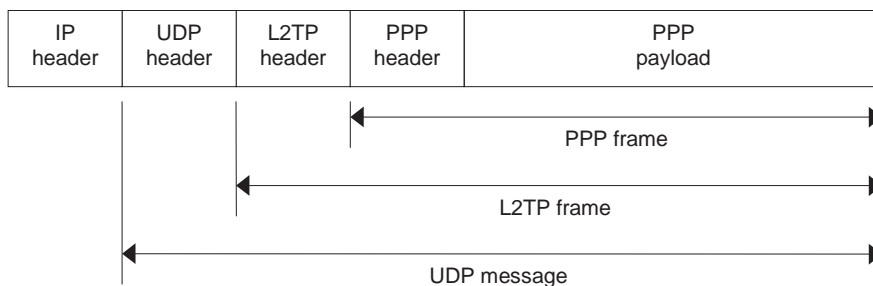 IP
header
UDP
header
L2TP
header
PPP
header
PPP
payload
PPP frame
L2TP frame
UDP message